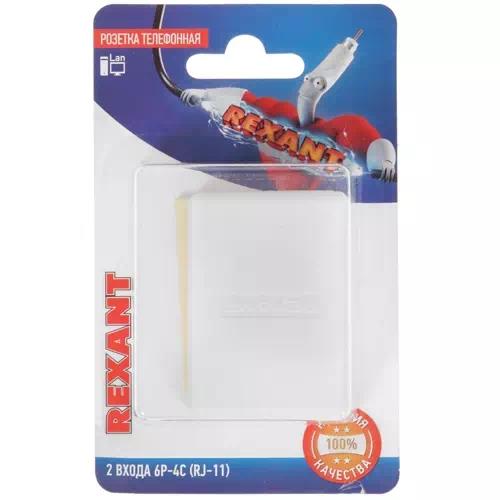 РОЗЕТКА ТЕЛЕФОННАЯ
Lan
REXANT
REXANT
2 ВХОДА 6P-4C (RJ-11)
100%
КАЧЕСТВА